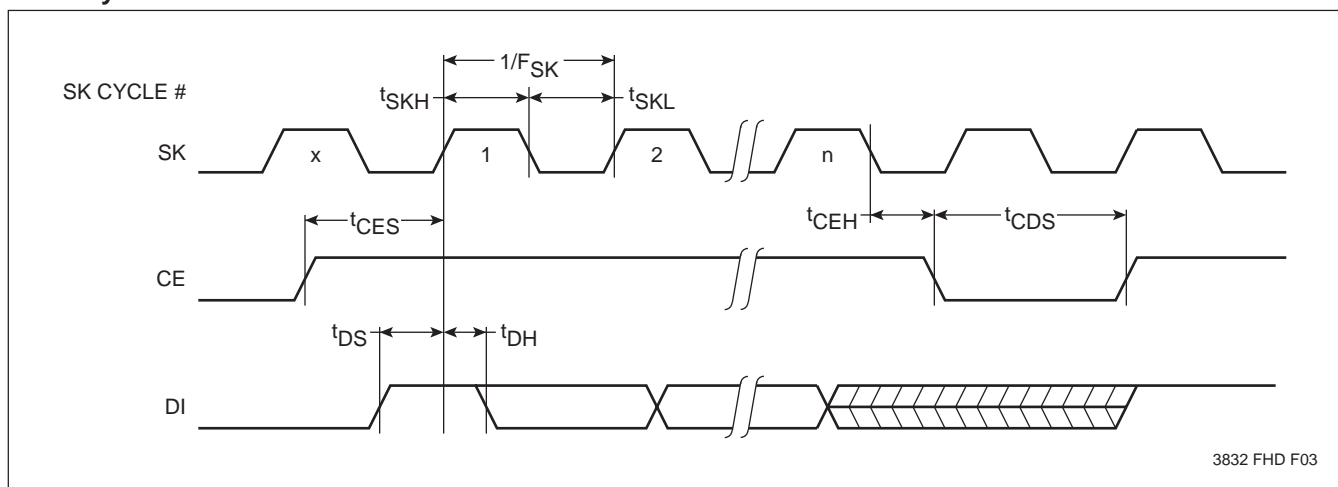 1/FSK
SK CYCLE #
tSKH
tSKL
SK
x
1
2
n
tCES
tCEH
tCDS
CE
tDS
tDH
DI
3832 FHD F03